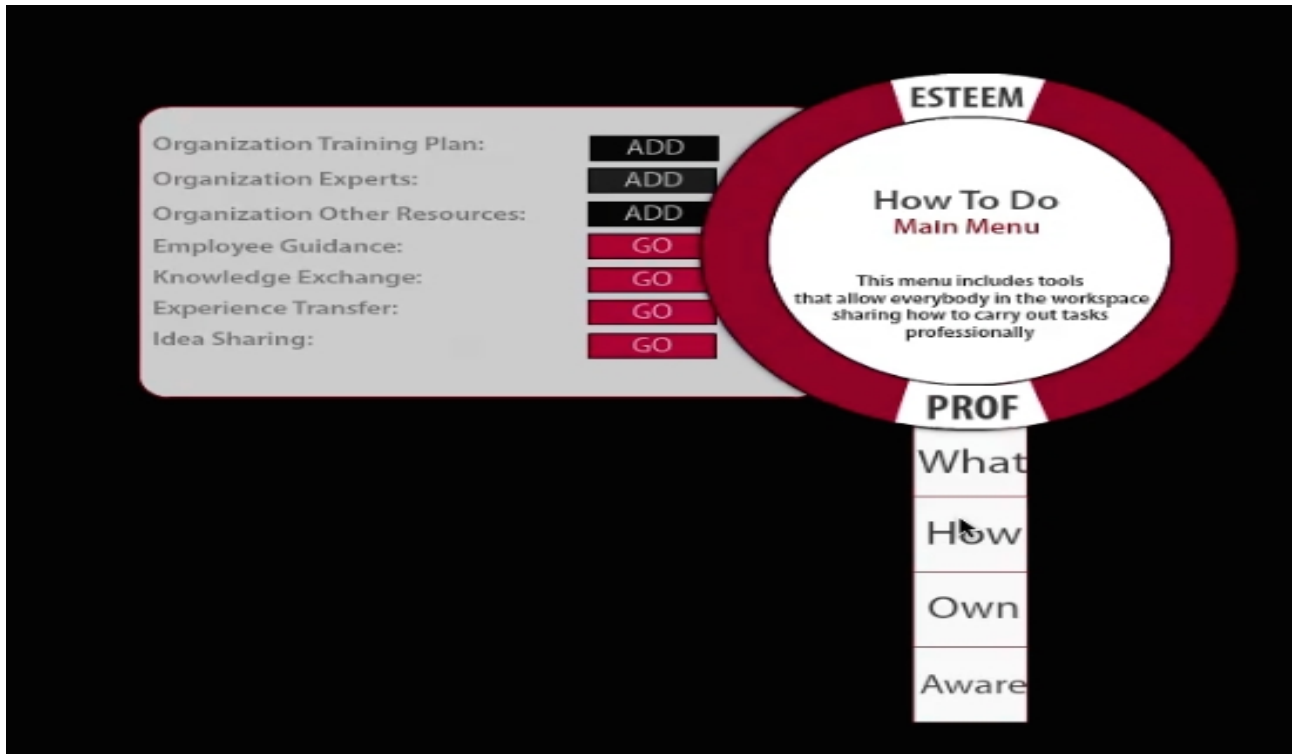 Organization Training Plan: ADD
Organization Experts: ADD
Organization Other Resources: ADD
Employee Guidance: GO
Knowledge Exchange: GO
Experience Transfer: GO
Idea Sharing: GO
ESTEEM
How To Do
Main Menu
This menu includes tools
that allow everybody in the workspace
sharing how to carry out tasks
professionally
PROF
What
How
Own
Aware